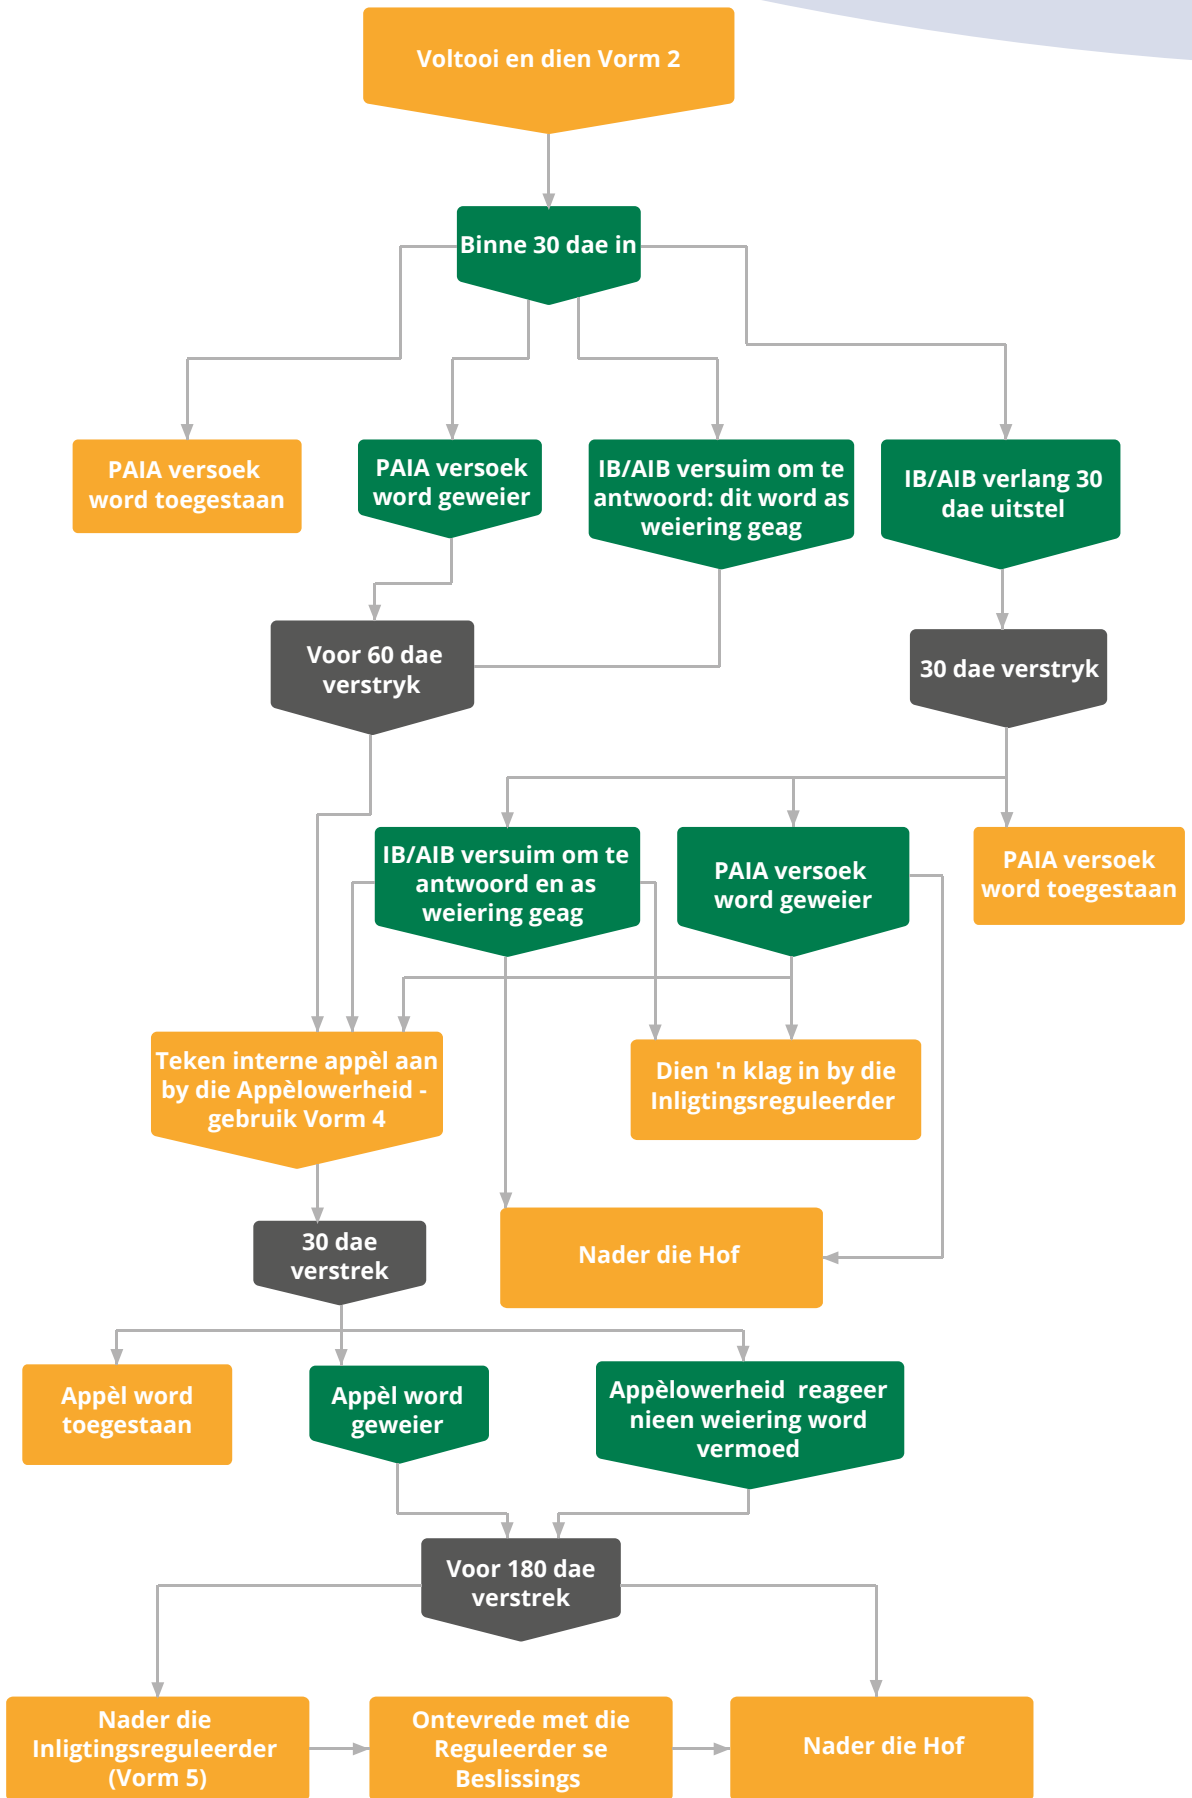 Voltooi en dien Vorm 2
Binne 30 dae in
PAIA versoek
word toegestaan
PAIA versoek
word geweier
IB/AIB versuim om te
antwoord: dit word as
weiering geag
IB/AIB verlang 30
dae uitstel
Voor 60 dae
verstryk
30 dae verstryk
IB/AIB versuim om te
antwoord en as
weiering geag
PAIA versoek
word geweier
PAIA versoek
word toegestaan
Teken interne appèl aan
by die Appèlowerheid -
gebruik Vorm 4
Dien 'n klag in by die
Inligtingsreguleerder
30 dae
verstrek
Nader die Hof
Appèl word
toegestaan
Appèl word
geweier
Appèlowerheid  reageer
nieen weiering word
vermoed
Voor 180 dae
verstrek
Nader die
Inligtingsreguleerder
(Vorm 5)
Ontevrede met die
Reguleerder se
Beslissings
Nader die Hof